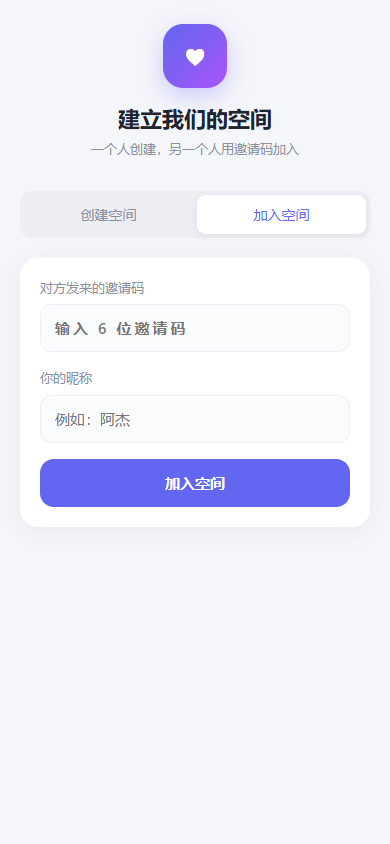 建立我们的空间
一个人创建，另一个人用邀请码加入
创建空间
加入空间
对方发来的邀请码
输入 6 位邀请码
你的昵称
例如：阿杰
加入空间